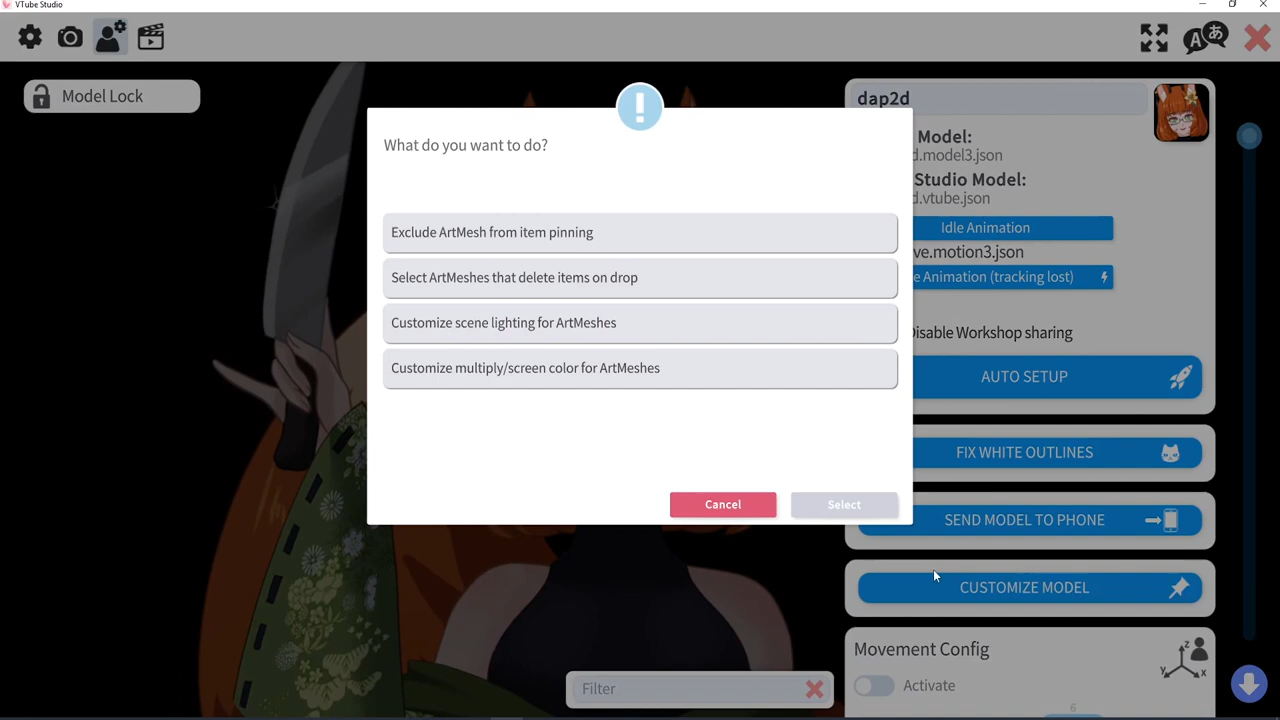 VTube Studio
A あ
Model Lock
dap2d
What do you want to do?
Model:
d.model3.json
Studio Model:
d.vtube.json
Exclude ArtMesh from item pinning
Idle Animation
ve.motion3.json
Select ArtMeshes that delete items on drop
e Animation (tracking lost)
Customize scene lighting for ArtMeshes
Disable Workshop sharing
Customize multiply/screen color for ArtMeshes
AUTO SETUP
FIX WHITE OUTLINES
Cancel
Select
SEND MODEL TO PHONE
CUSTOMIZE MODEL
Movement Config
z
y
x
Filter
Activate
6